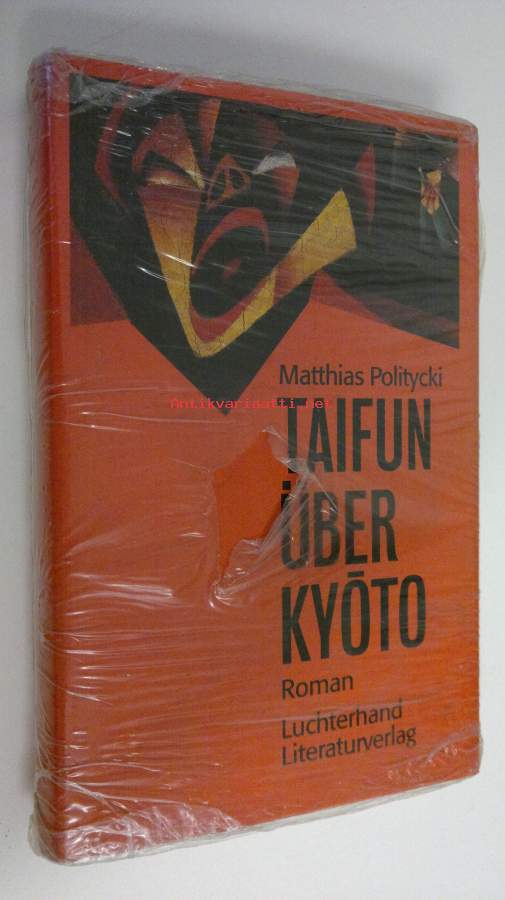 Matthias Politycki
Antikvariaatti.net
TAIFUN
ÜBER
KYŌTO
Roman
Luchterhand
Literaturverlag